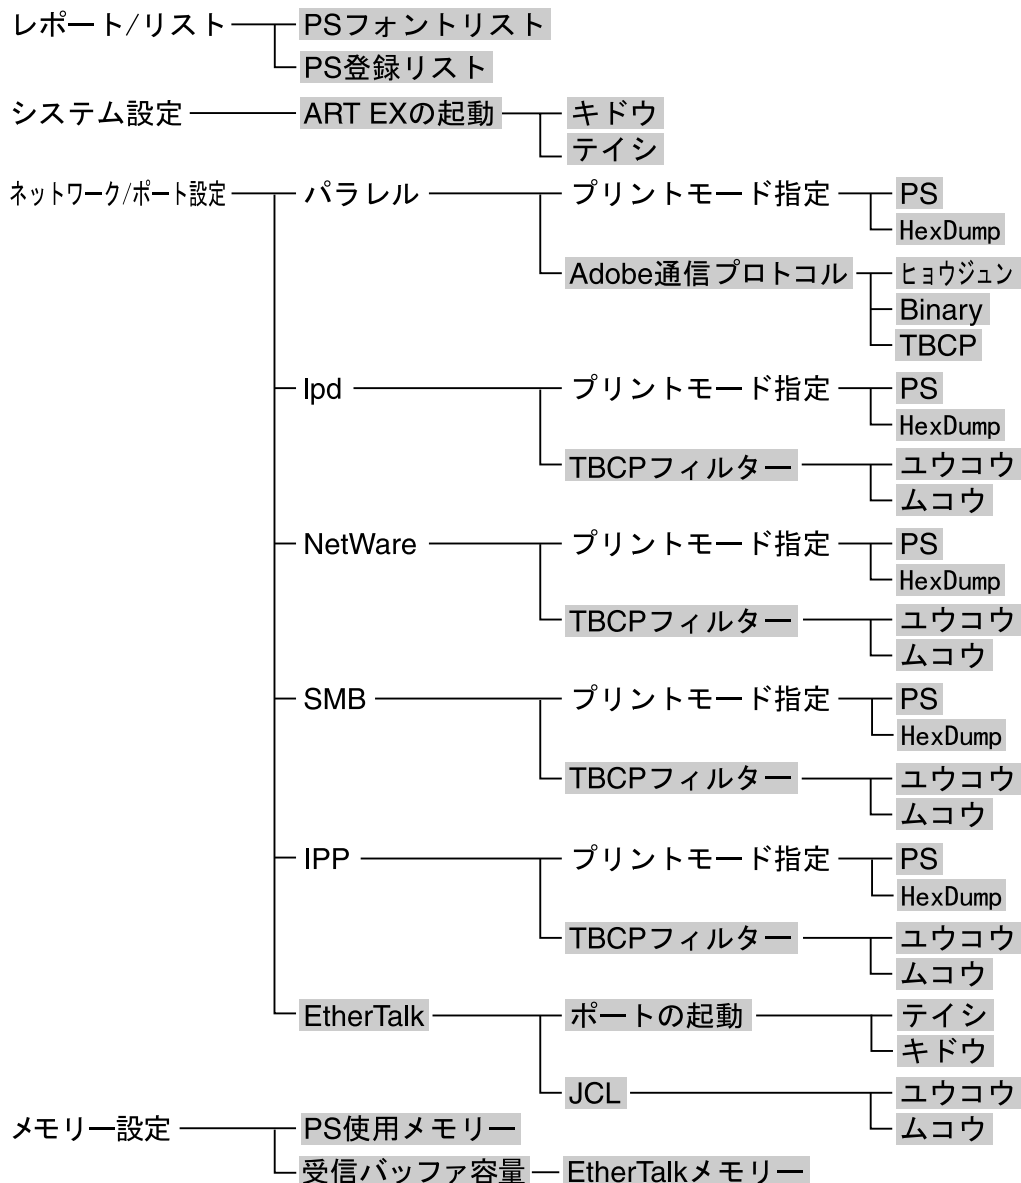 レポート/リスト PSフォントリスト
PS登録リスト
システム設定 ART EXの起動 キドウ
テイシ
ネットワーク/ポート設定 パラレル プリントモード指定 PS
HexDump
Adobe通信プロトコル ヒョウジュン
Binary
TBCP
lpd プリントモード指定 PS
HexDump
TBCPフィルター ユウコウ
ムコウ
NetWare プリントモード指定 PS
HexDump
TBCPフィルター ユウコウ
ムコウ
SMB プリントモード指定 PS
HexDump
TBCPフィルター ユウコウ
ムコウ
IPP プリントモード指定 PS
HexDump
TBCPフィルター ユウコウ
ムコウ
EtherTalk ポートの起動 テイシ
キドウ
JCL ユウコウ
ムコウ
メモリー設定 PS使用メモリー
受信バッファ容量 EtherTalkメモリー